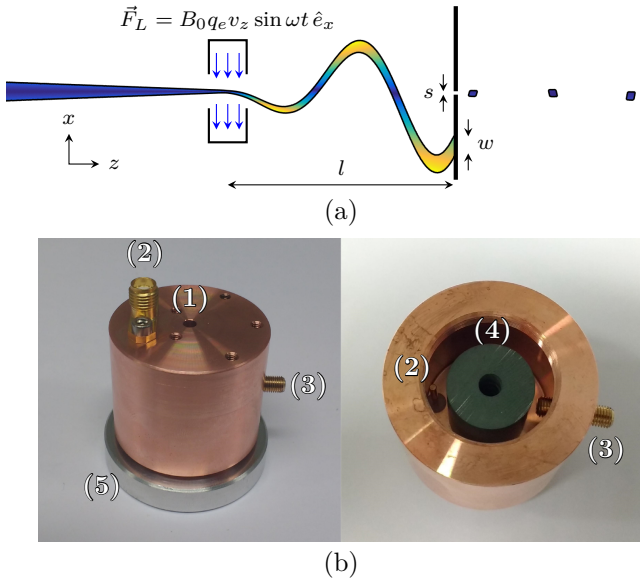 $\vec{F}_L = B_0 q_e v_z \sin \omega t \, \hat{e}_x$
s
x
w
z
l
(a)
(2)
(1)
(3)
(5)
(4)
(2)
(3)
(b)